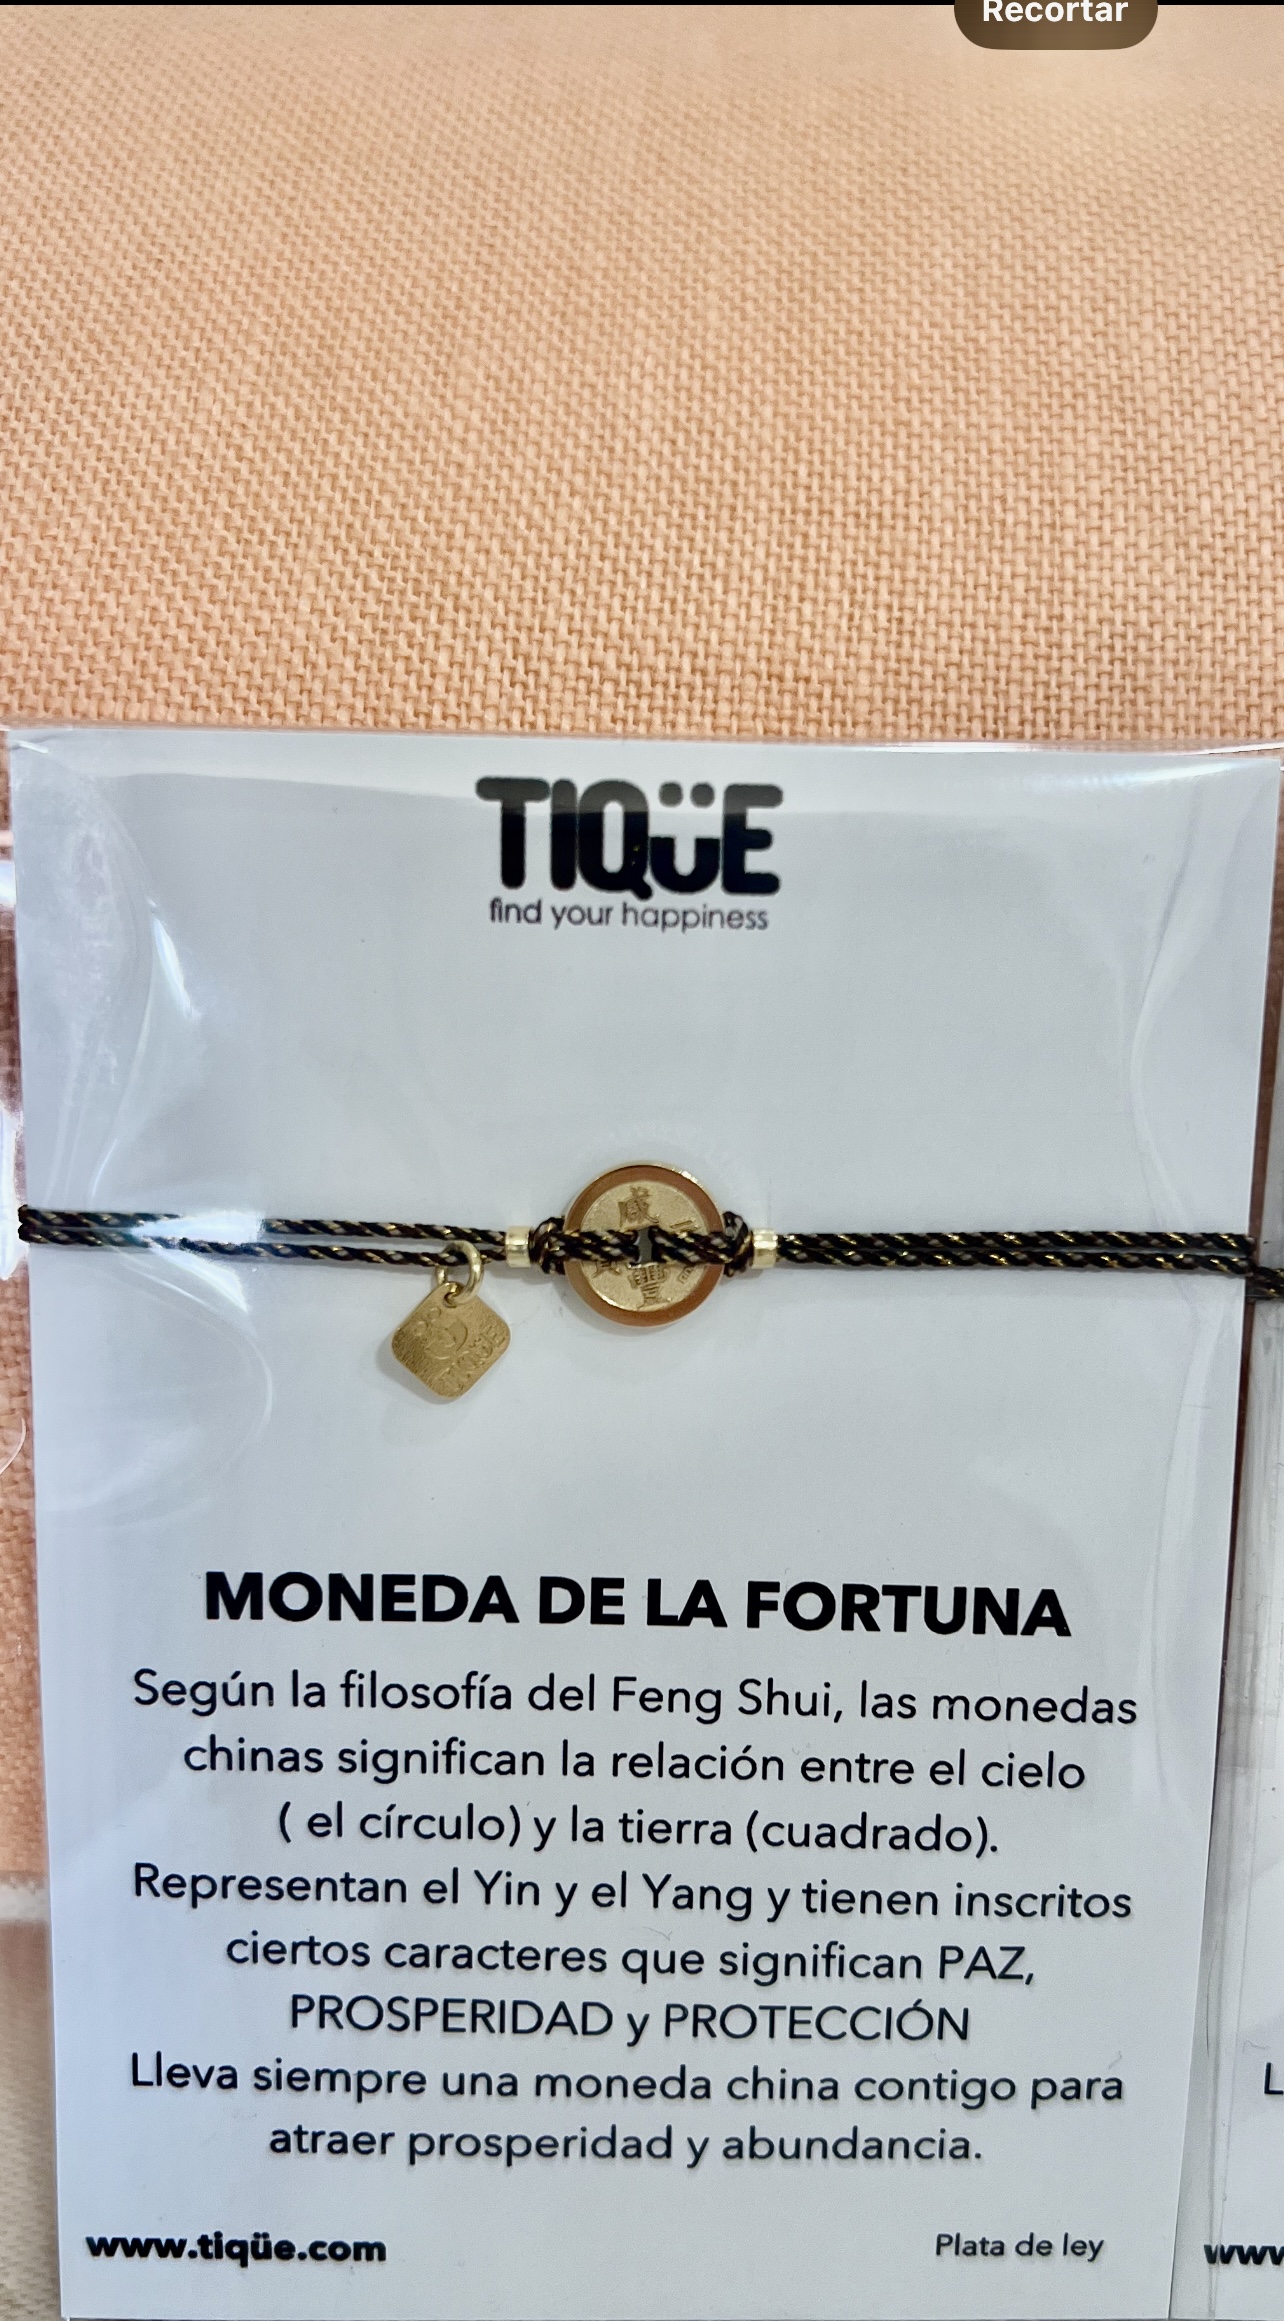 Recortar
TIQüE
find your happiness
TIQÜE
MONEDA DE LA FORTUNA
Según la filosofía del Feng Shui, las monedas
chinas significan la relación entre el cielo
( el círculo) y la tierra (cuadrado).
Representan el Yin y el Yang y tienen inscritos
ciertos caracteres que significan PAZ,
PROSPERIDAD y PROTECCIÓN
Lleva siempre una moneda china contigo para
atraer prosperidad y abundancia.
L
www.tiqüe.com
Plata de ley
www